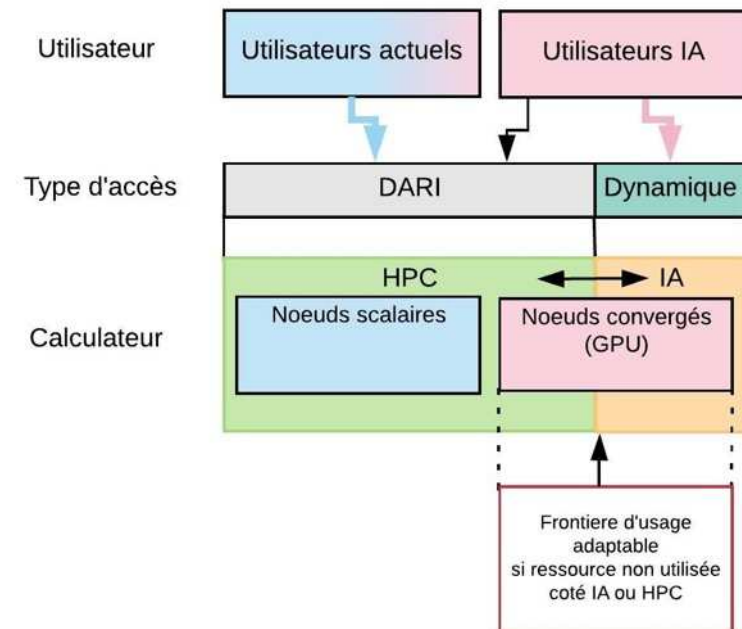 Utilisateur
Utilisateurs actuels
Utilisateurs IA
Type d'accès
DARI
Dynamique
HPC
IA
Calculateur
Noeuds scalaires
Noeuds convergés
(GPU)
Frontiere d'usage
adaptable
si ressource non utilisée
coté IA ou HPC